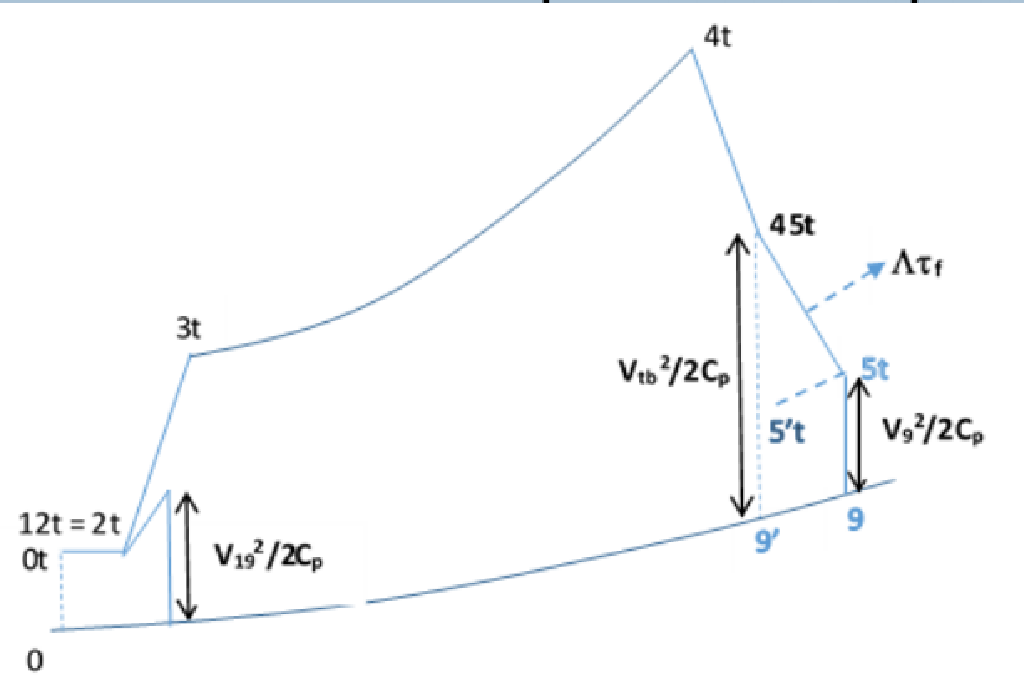 4t
45t
Λτf
3t
Vtb²/2Cp
5t
5't
V9²/2Cp
12t = 2t
0t
V19²/2Cp
9
9'
0